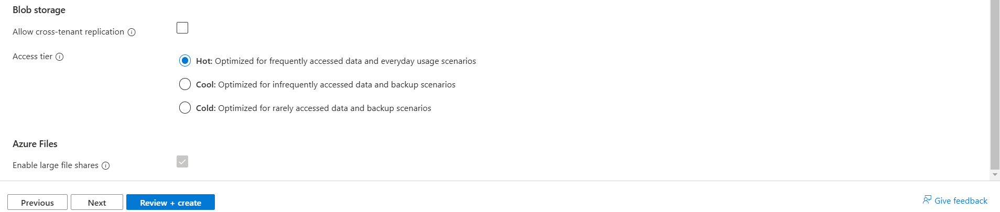 Blob storage
Allow cross-tenant replication
Access tier
Hot: Optimized for frequently accessed data and everyday usage scenarios
Cool: Optimized for infrequently accessed data and backup scenarios
Cold: Optimized for rarely accessed data and backup scenarios
Azure Files
Enable large file shares
Previous Next Review + create Give feedback